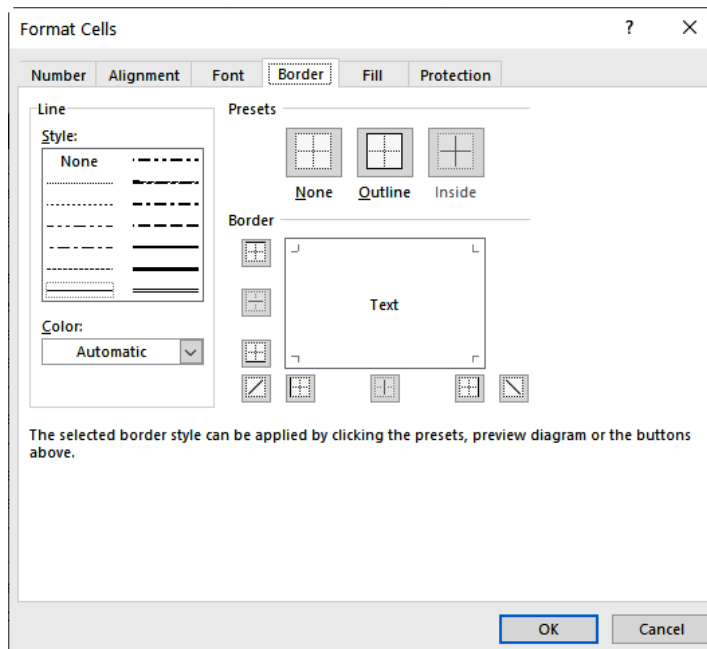 Format Cells ? X
Number Alignment Font Border Fill Protection
Line
Style:
None
Color:
Automatic
Presets
None Outline Inside
Border
Text
The selected border style can be applied by clicking the presets, preview diagram or the buttons
above.
OK Cancel